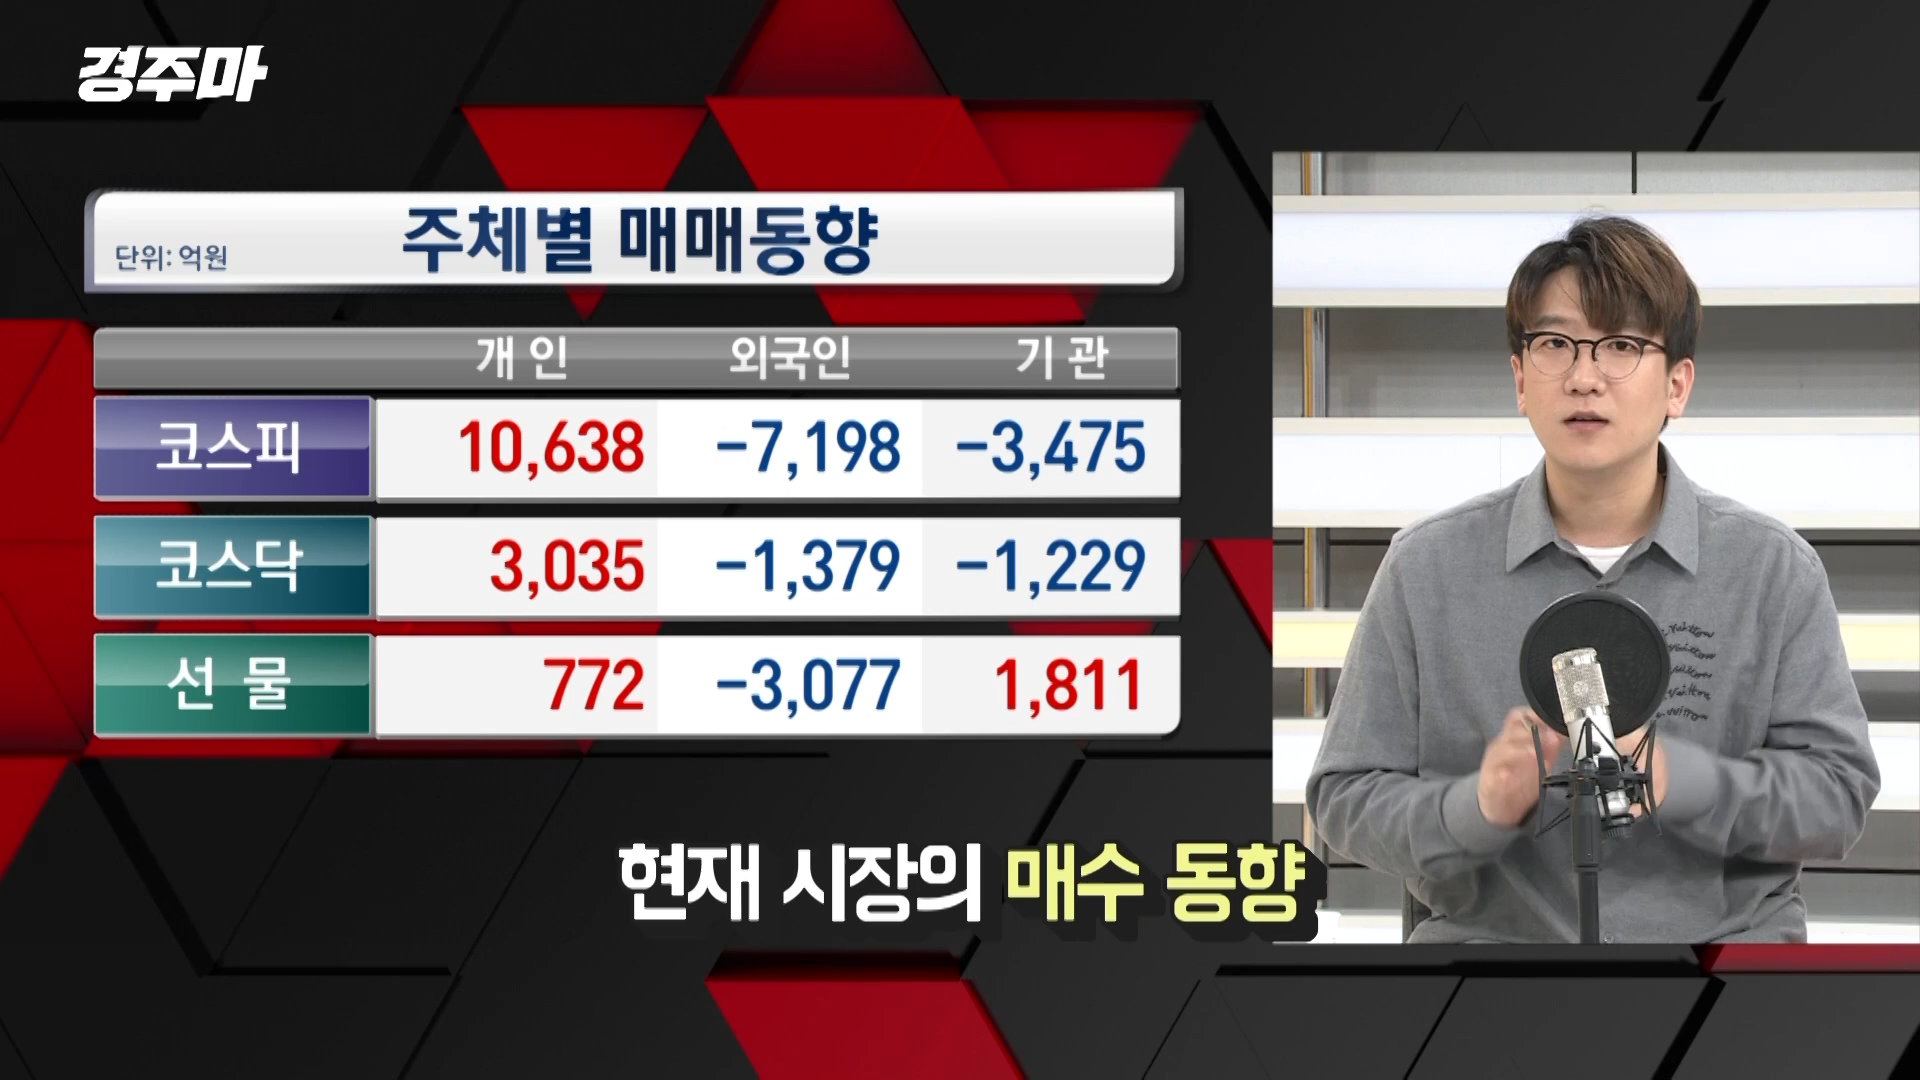 경주마
주체별 매매동향
단위: 억원
개 인 외국인 기 관
코스피 10,638 -7,198 -3,475
코스닥 3,035 -1,379 -1,229
선 물 772 -3,077 1,811
현재 시장의 매수 동향